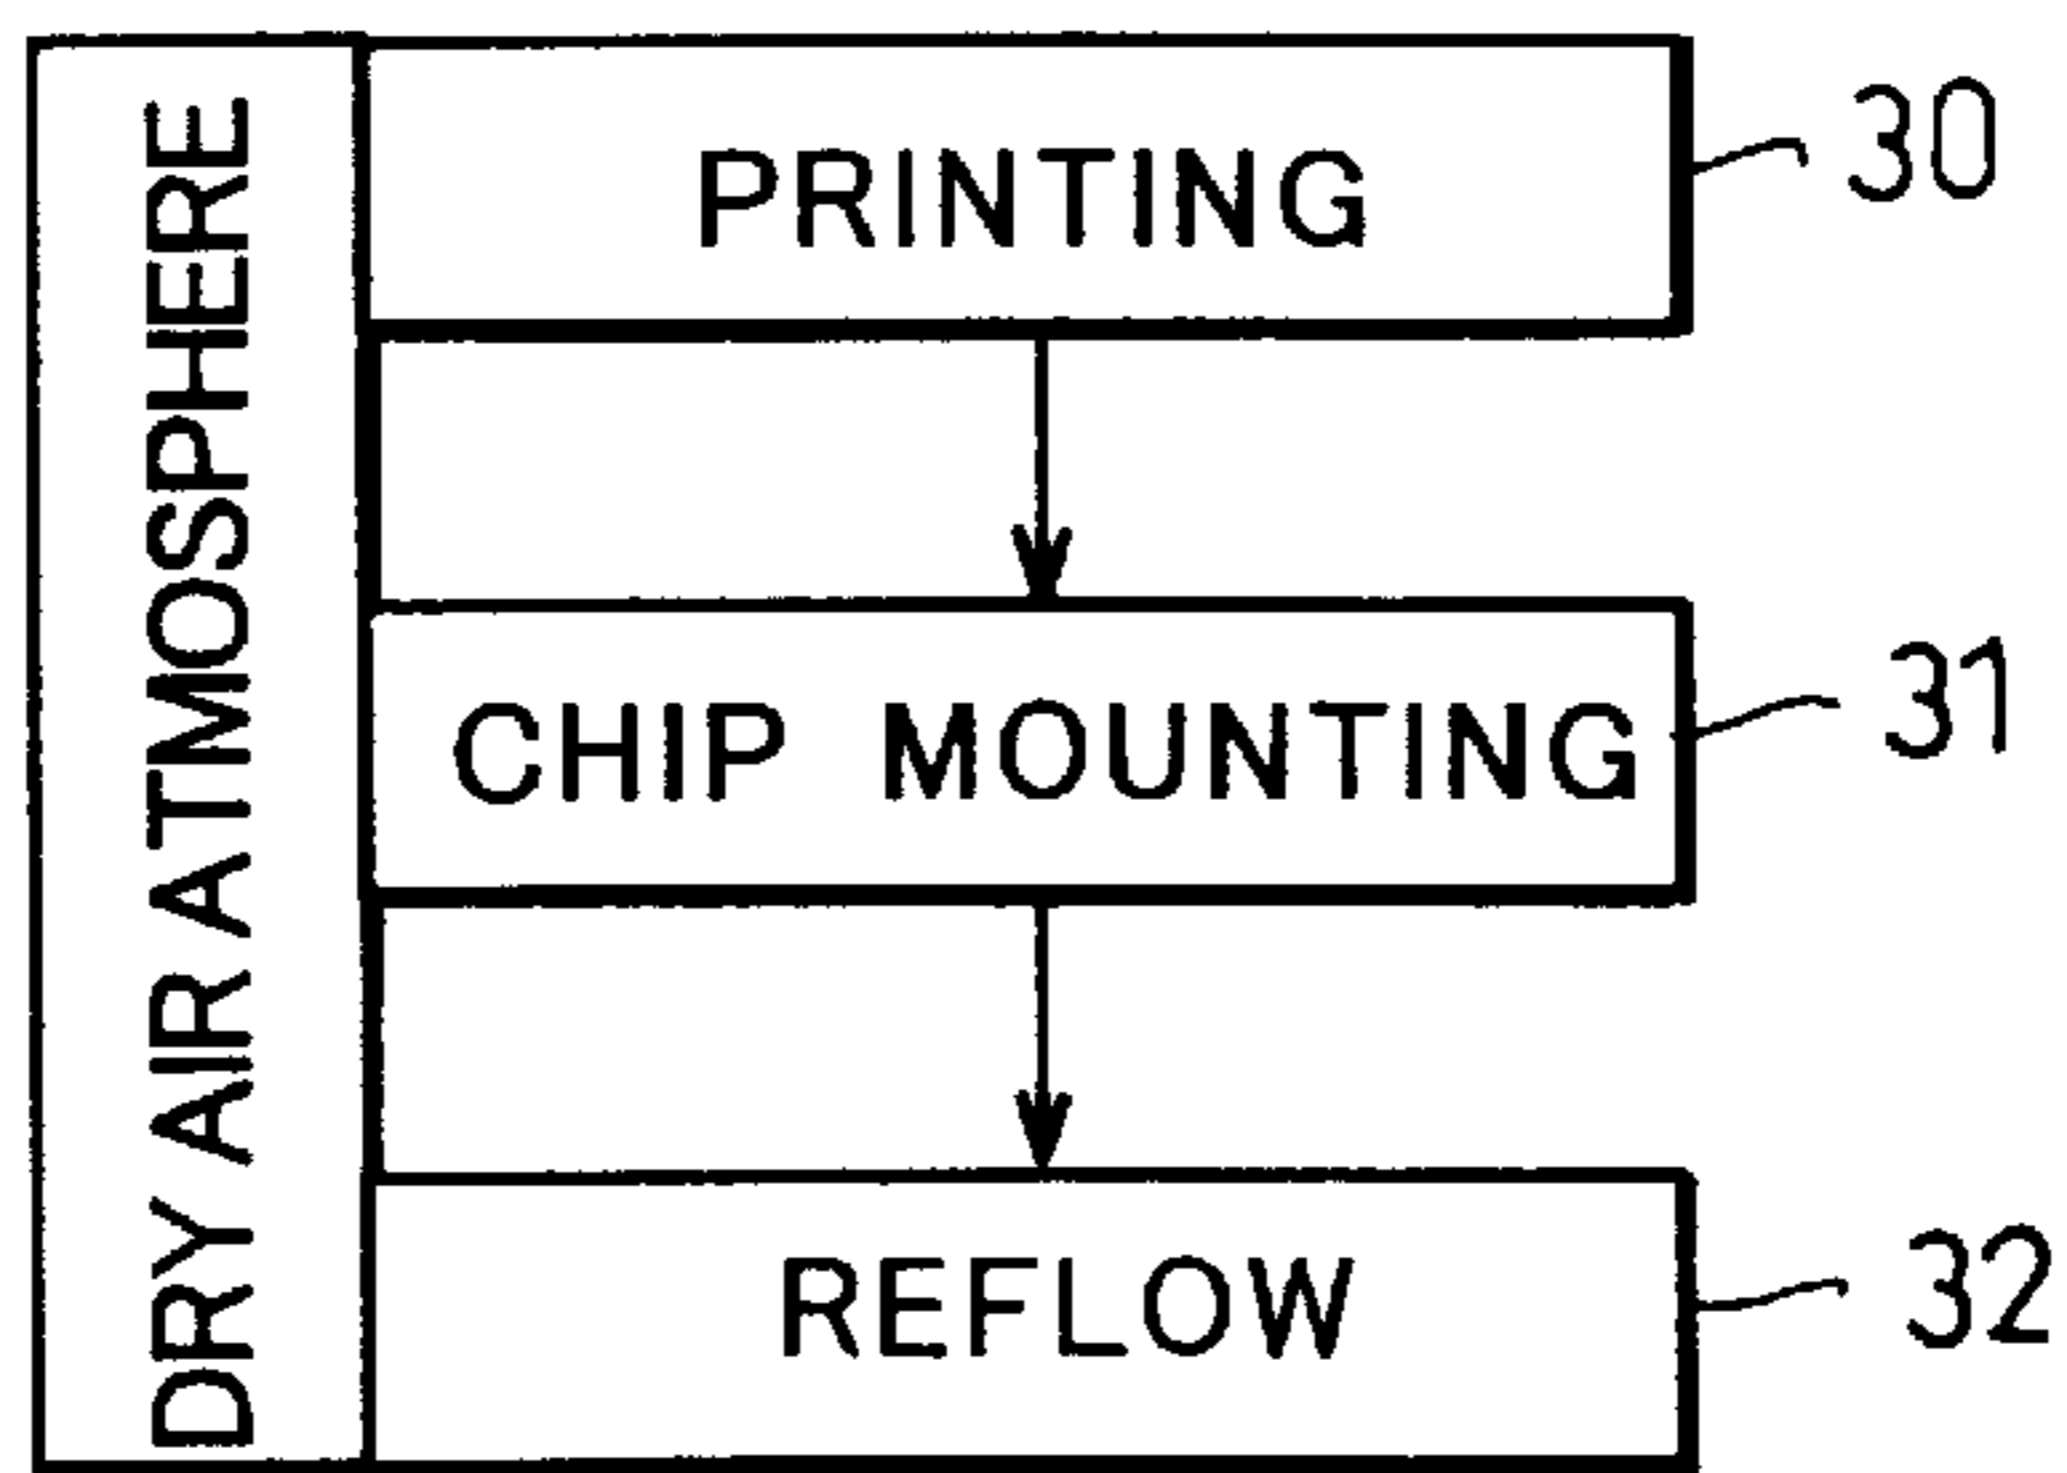 DRY AIR ATMOSPHERE
PRINTING
30
CHIP MOUNTING
31
REFLOW
32